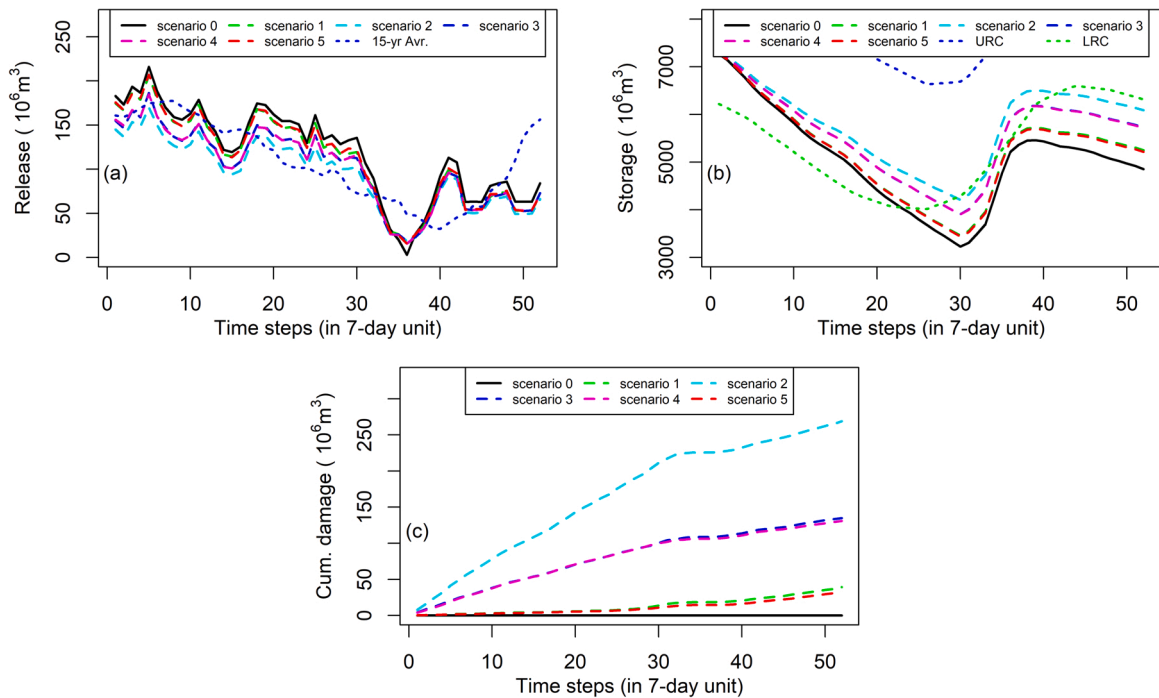 scenario 0 scenario 1 scenario 2 scenario 3
scenario 4 scenario 5 15-yr Avr.
Release ( 10⁶m³)
250
150
50
0
(a)
0 10 20 30 40 50
Time steps (in 7-day unit)
scenario 0 scenario 1 scenario 2 scenario 3
scenario 4 scenario 5 URC LRC
Storage ( 10⁶m³)
7000
5000
3000
(b)
0 10 20 30 40 50
Time steps (in 7-day unit)
scenario 0 scenario 1 scenario 2
scenario 3 scenario 4 scenario 5
Cum. damage ( 10⁶m³)
250
150
50
0
(c)
0 10 20 30 40 50
Time steps (in 7-day unit)